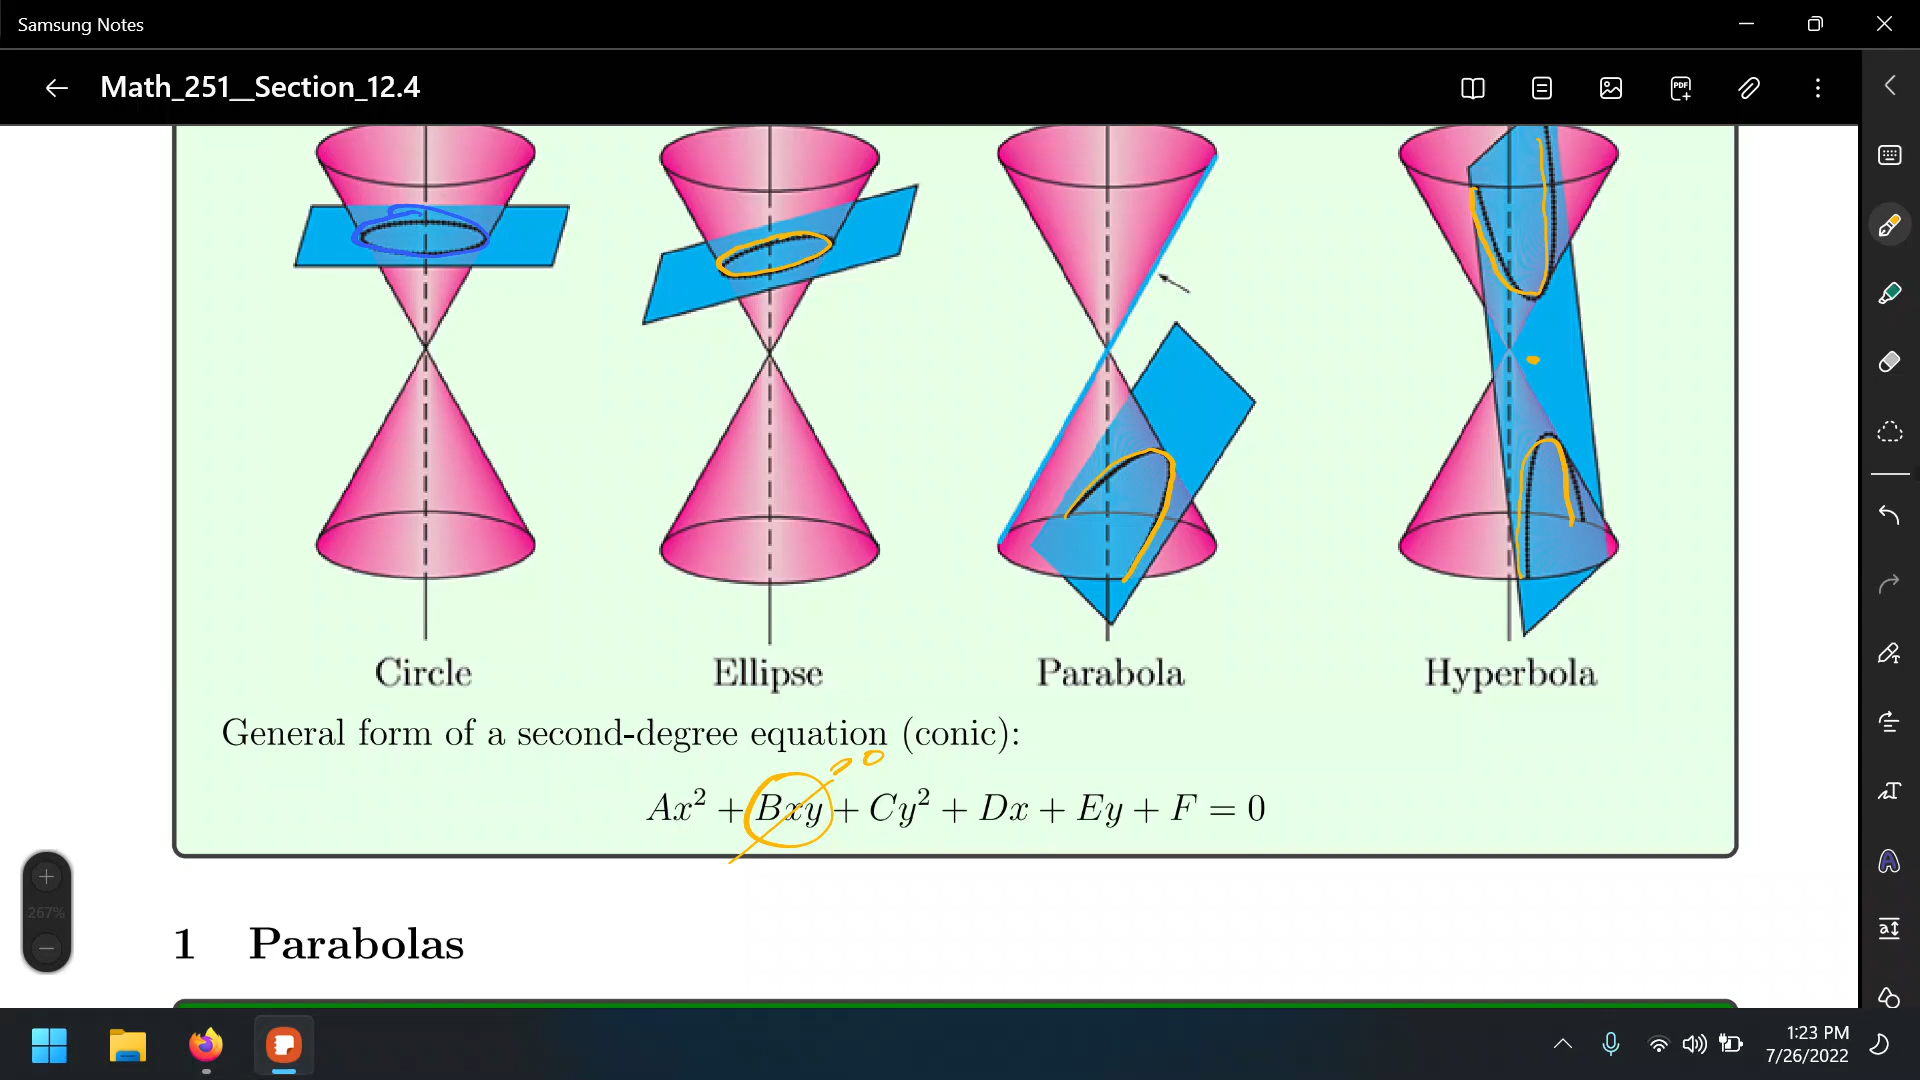 Samsung Notes
Math_251__Section_12.4
PDF
Circle
Ellipse
Parabola
Hyperbola
General form of a second-degree equation (conic):
0
Ax² + Bxy + Cy² + Dx + Ey + F = 0
267%
1 Parabolas
1:23 PM
7/26/2022